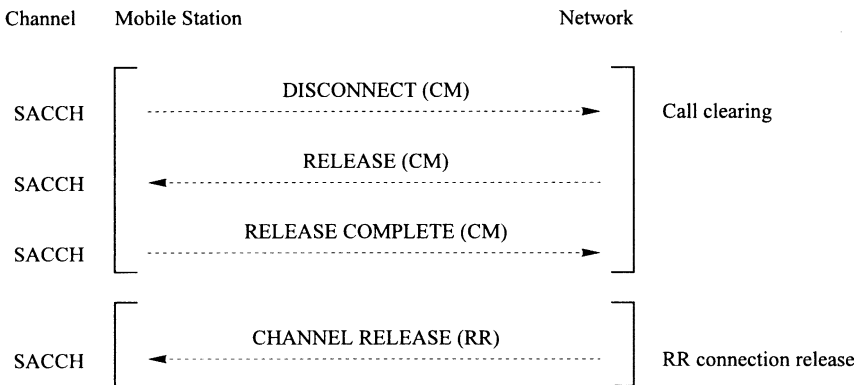 Channel Mobile Station Network
DISCONNECT (CM)
SACCH Call clearing
RELEASE (CM)
SACCH
RELEASE COMPLETE (CM)
SACCH
CHANNEL RELEASE (RR)
SACCH RR connection release